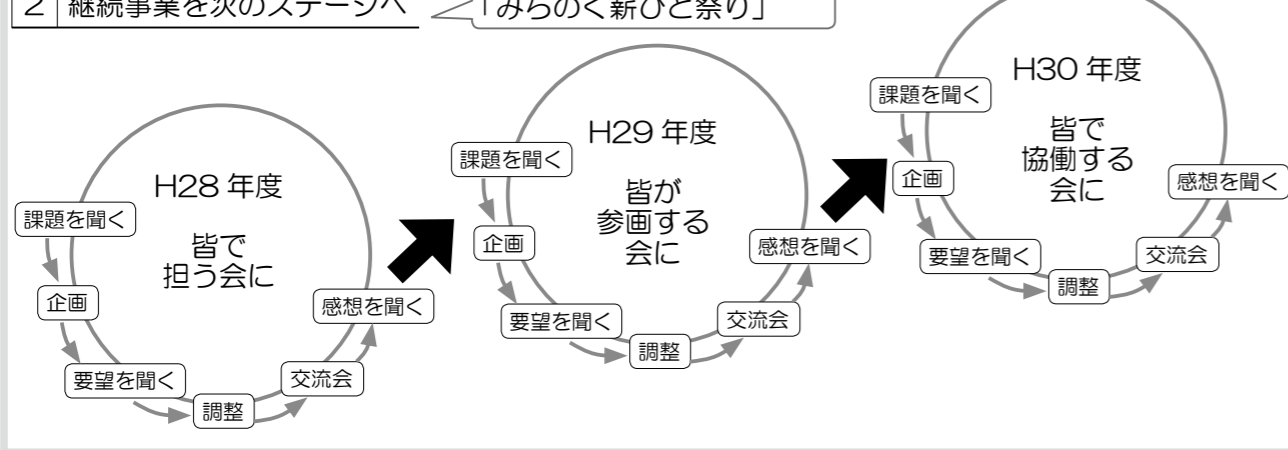 2 継続事業を次のステージへ
「みちのく新ひと祭り」
H28 年度
皆で
担う会に
課題を聞く
企画
要望を聞く
調整
交流会
感想を聞く
H29 年度
皆が
参画する
会に
課題を聞く
企画
要望を聞く
調整
交流会
感想を聞く
H30 年度
皆で
協働する
会に
課題を聞く
企画
要望を聞く
調整
交流会
感想を聞く